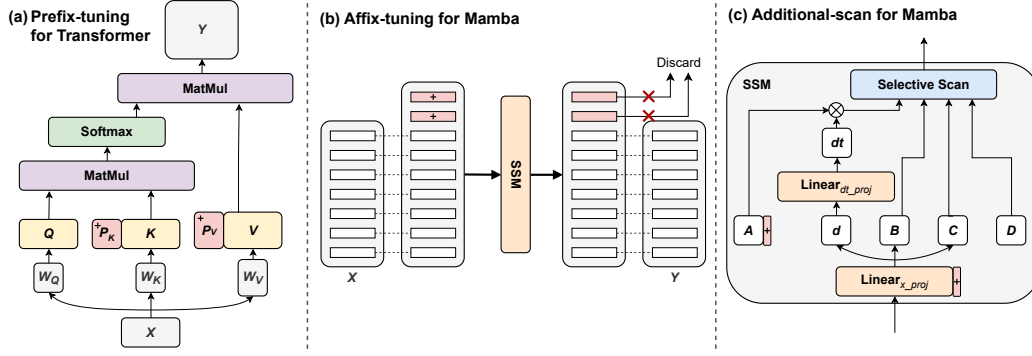 (a) Prefix-tuning
for Transformer
Y
MatMul
Softmax
MatMul
Q
+
P_K
K
+
P_V
V
W_Q
W_K
W_V
X
(b) Affix-tuning for Mamba
Discard
+
+
SSM
X
Y
(c) Additional-scan for Mamba
SSM
Selective Scan
dt
Linear_dt_proj
A
+
d
B
C
D
Linear_x_proj
+